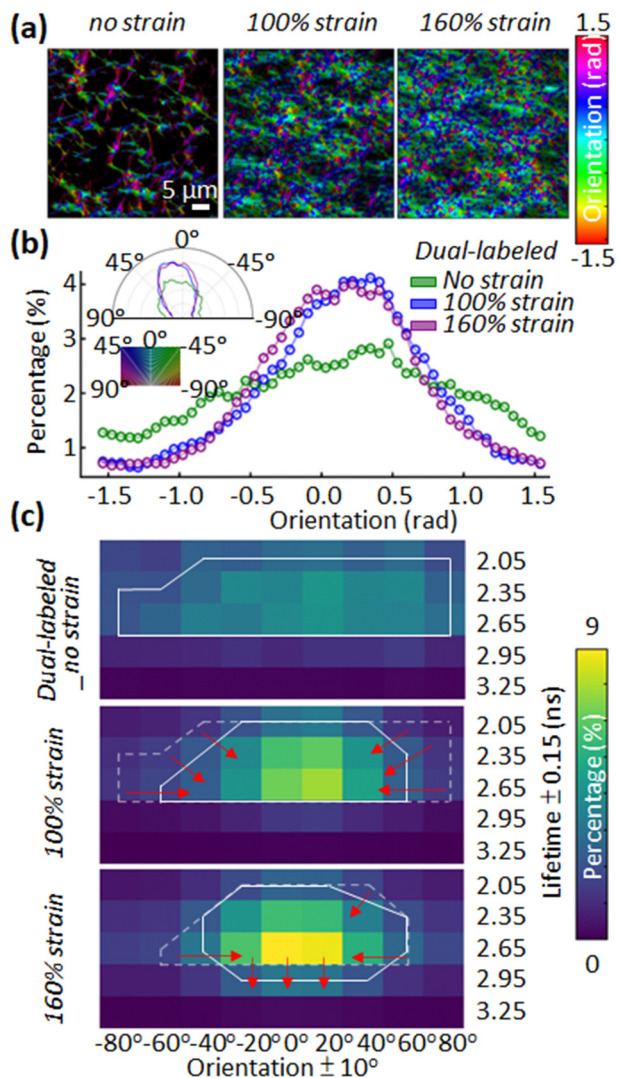 (a) no strain 100% strain 160% strain
1.5
Orientation (rad)
-1.5
5 μm
(b)
0°
45° -45°
90° -90°
0°
45° -45°
90° -90°
Dual-labeled
No strain
100% strain
160% strain
Percentage (%)
4
3
2
1
-1.5 -1.0 -0.5 0.0 0.5 1.0 1.5
Orientation (rad)
(c)
Dual-labeled
_no strain
2.05
2.35
2.65
2.95
3.25
100% strain
2.05
2.35
2.65
2.95
3.25
160% strain
2.05
2.35
2.65
2.95
3.25
Lifetime ± 0.15 (ns)
9
Percentage (%)
0
-80° -60° -40° -20° 0° 20° 40° 60° 80°
Orientation ± 10°